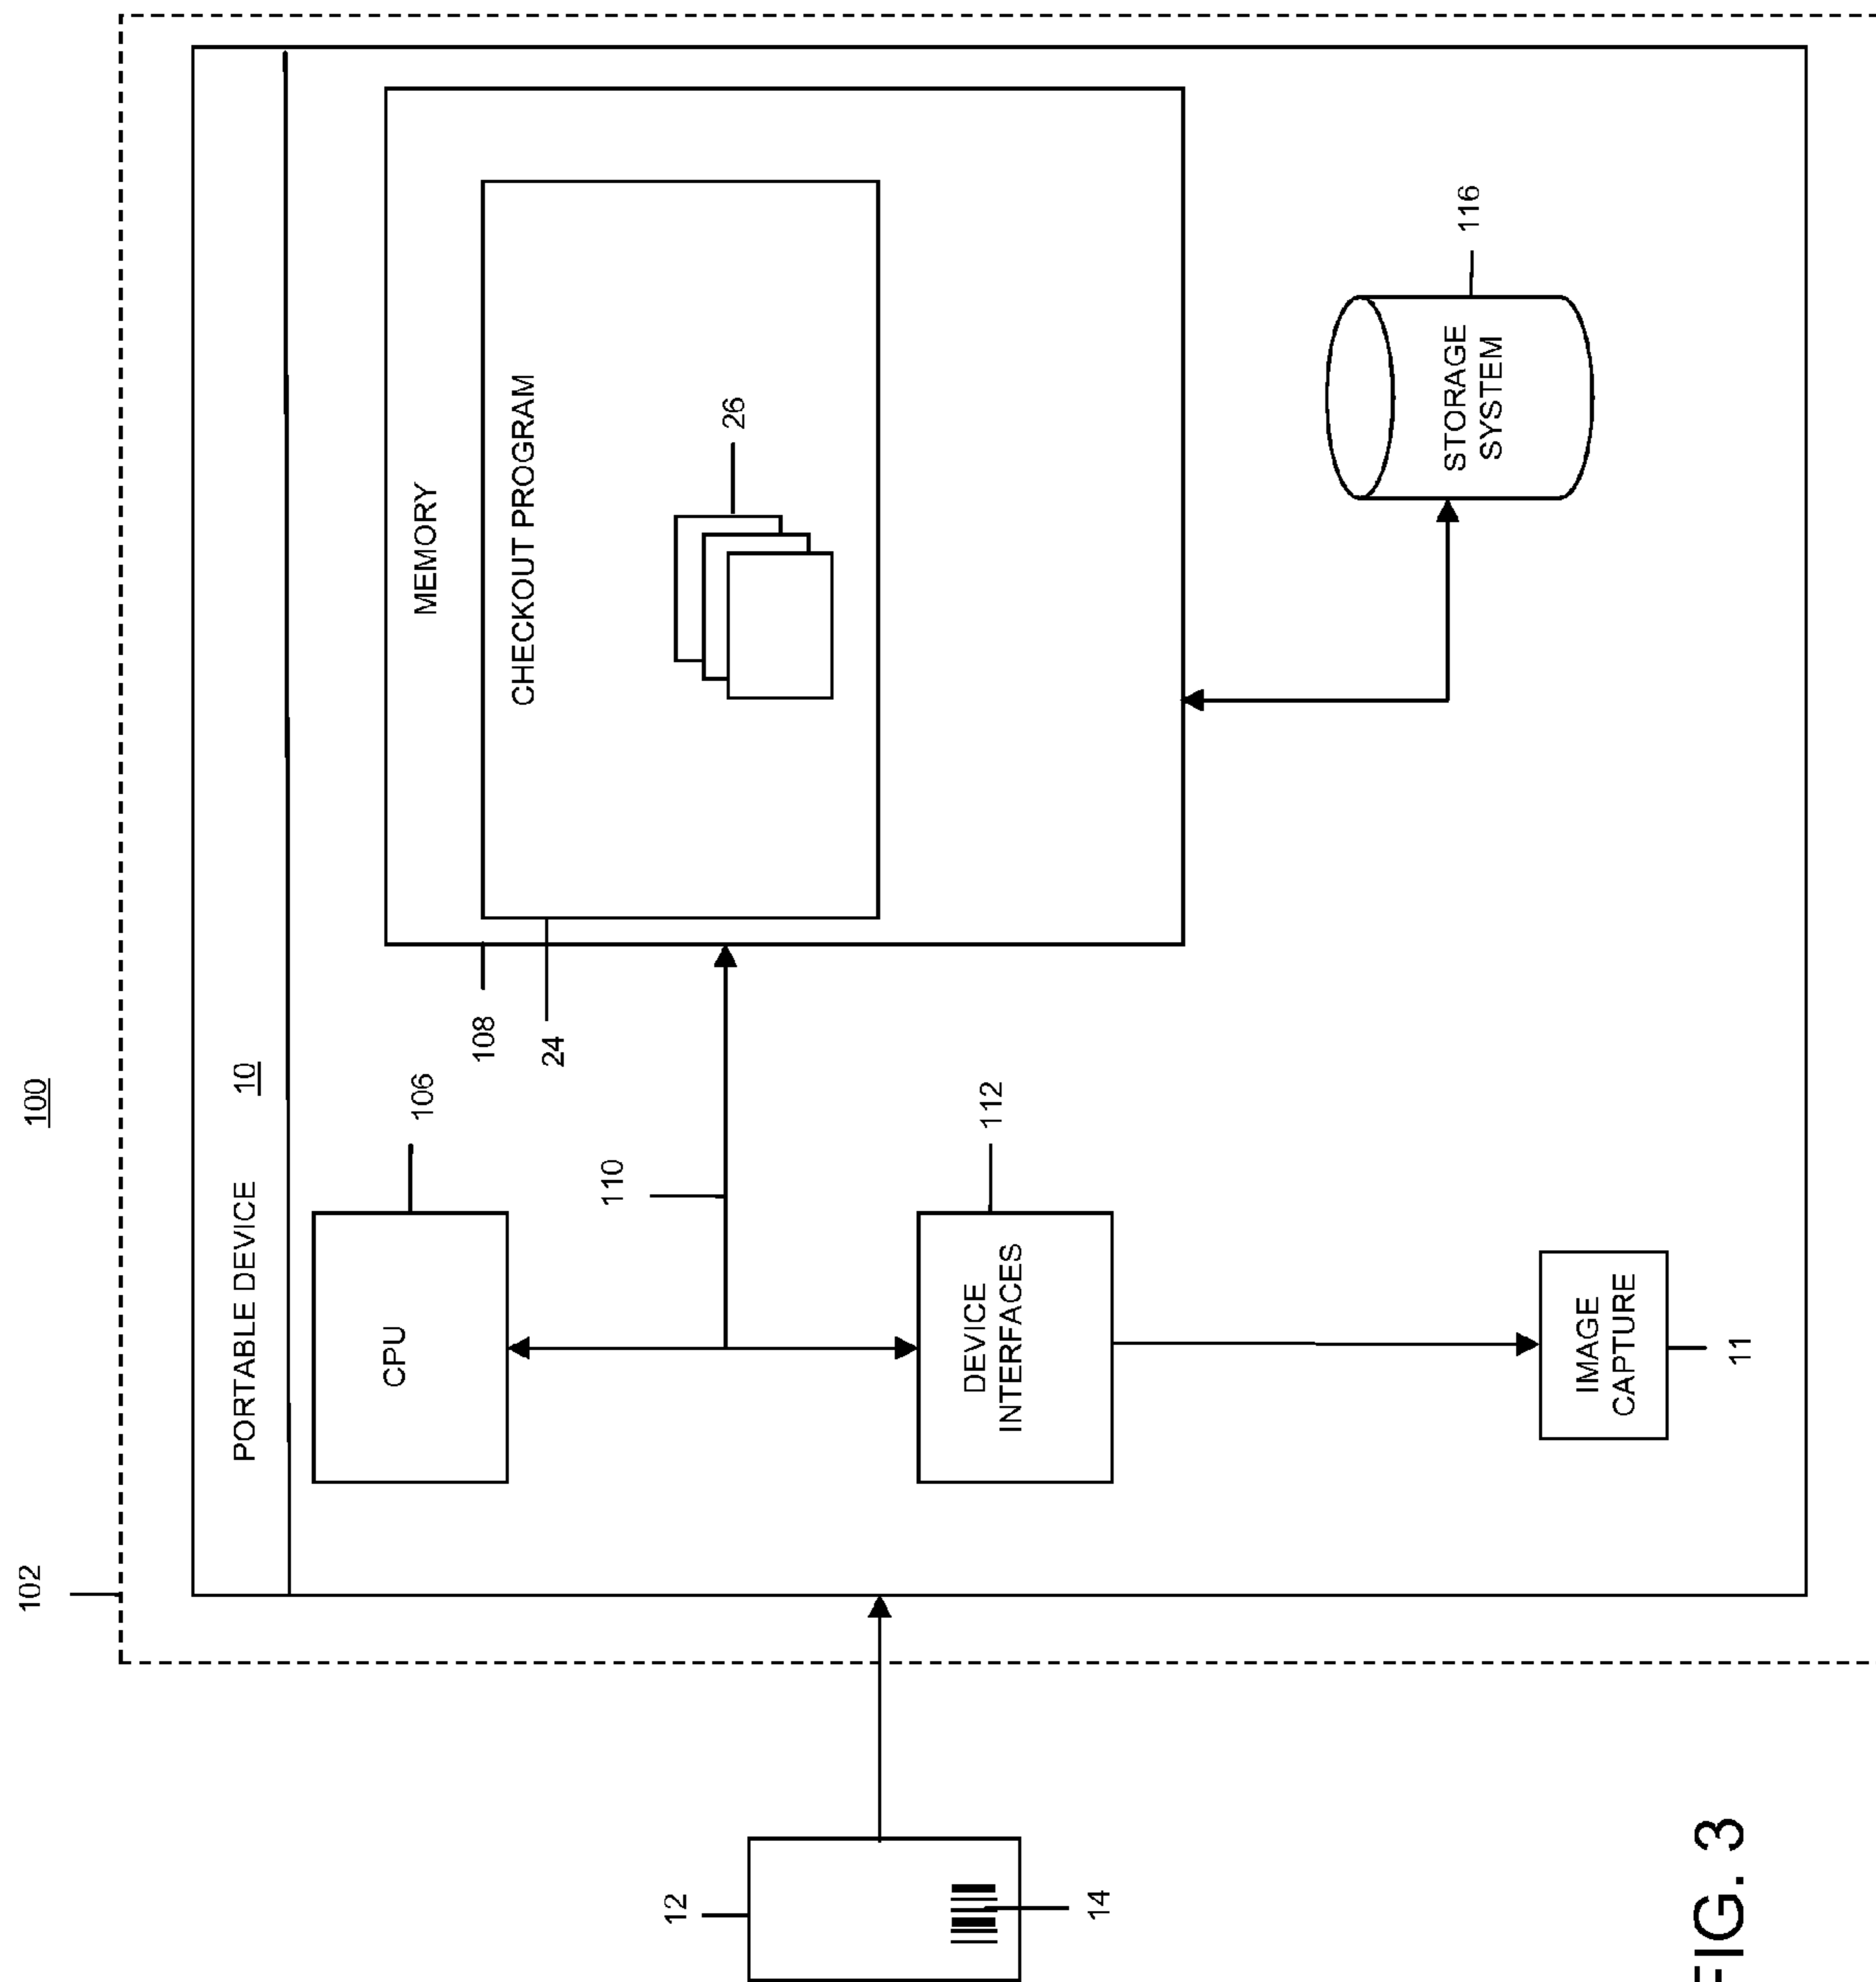 100
102
PORTABLE DEVICE 10
CPU
106
MEMORY
108
CHECKOUT PROGRAM
24
26
110
12
14
DEVICE
INTERFACES
112
STORAGE
SYSTEM
116
IMAGE
CAPTURE
11
FIG. 3